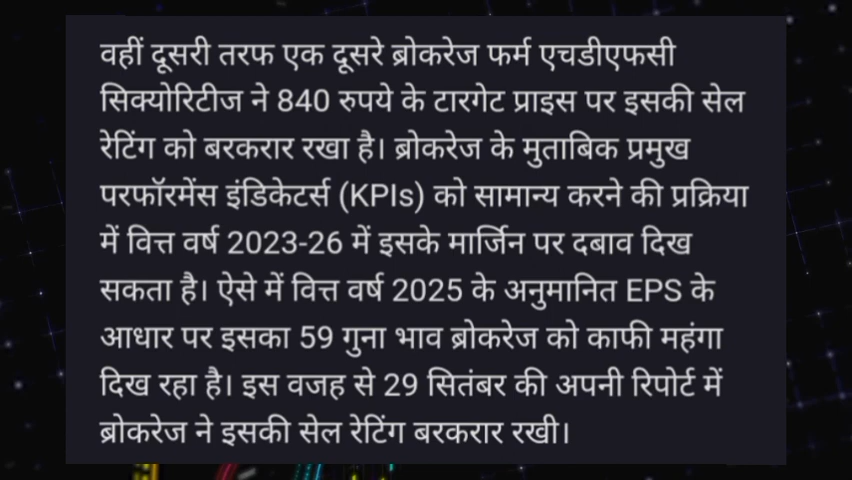 वहीं दूसरी तरफ एक दूसरे ब्रोकरेज फर्म एचडीएफसी
सिक्योरिटीज ने 840 रुपये के टारगेट प्राइस पर इसकी सेल
रेटिंग को बरकरार रखा है। ब्रोकरेज के मुताबिक प्रमुख
परफॉरमेंस इंडिकेटर्स (KPIs) को सामान्य करने की प्रक्रिया
में वित्त वर्ष 2023-26 में इसके मार्जिन पर दबाव दिख
सकता है। ऐसे में वित्त वर्ष 2025 के अनुमानित EPS के
आधार पर इसका 59 गुना भाव ब्रोकरेज को काफी महंगा
दिख रहा है। इस वजह से 29 सितंबर की अपनी रिपोर्ट में
ब्रोकरेज ने इसकी सेल रेटिंग बरकरार रखी।